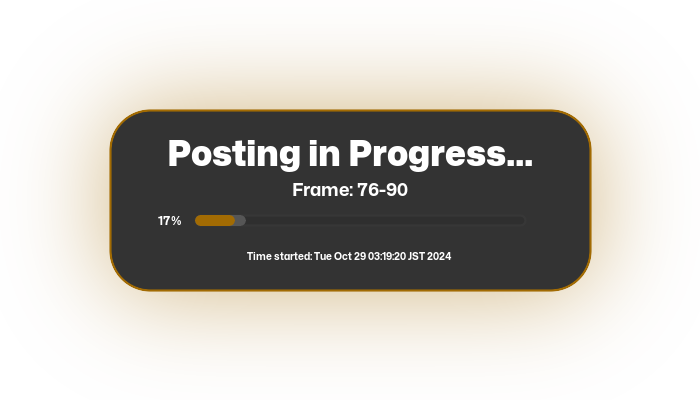 Posting in Progress...
Frame: 76-90
17%
Time started: Tue Oct 29 03:19:20 JST 2024